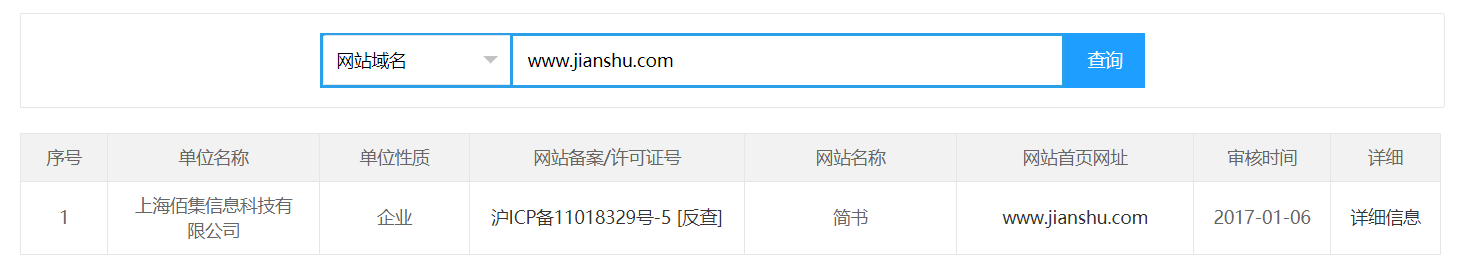 网站域名 www.jianshu.com 查询
序号 单位名称 单位性质 网站备案/许可证号 网站名称 网站首页网址 审核时间 详细
1 上海佰集信息科技有限公司 企业 沪ICP备11018329号-5 [反查] 简书 www.jianshu.com 2017-01-06 详细信息